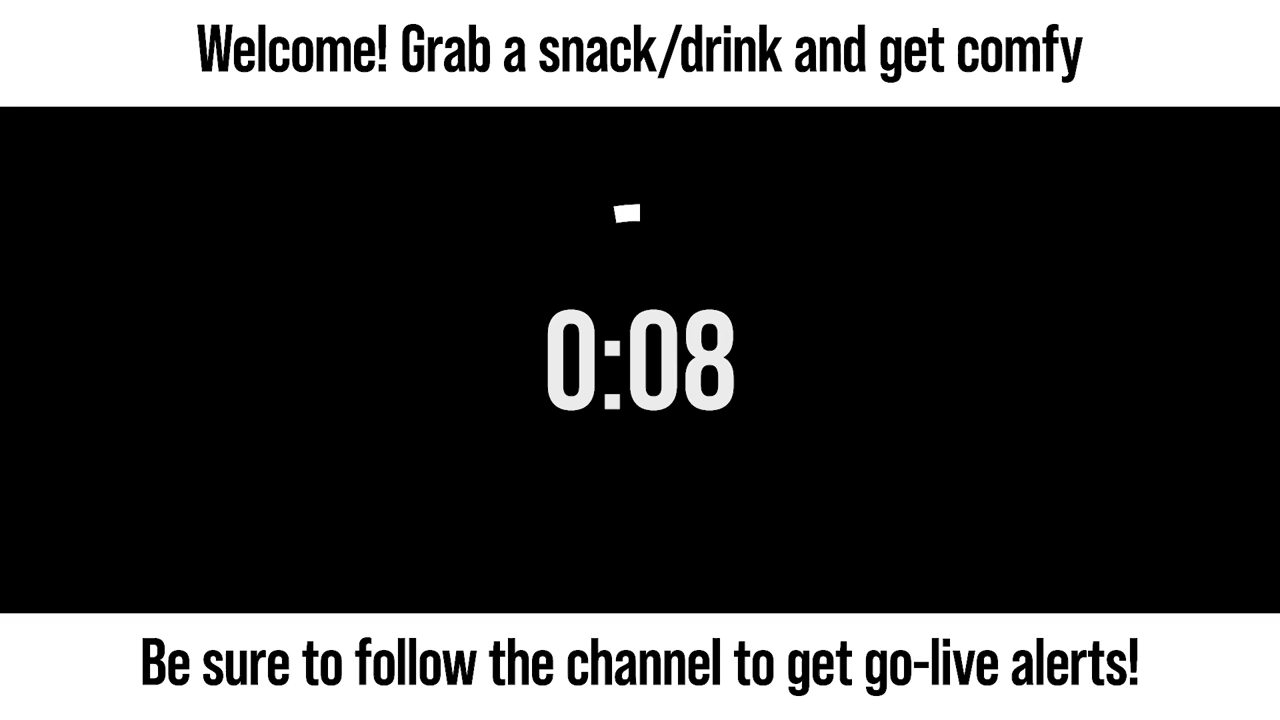 Welcome! Grab a snack/drink and get comfy
0:08
Be sure to follow the channel to get go-live alerts!